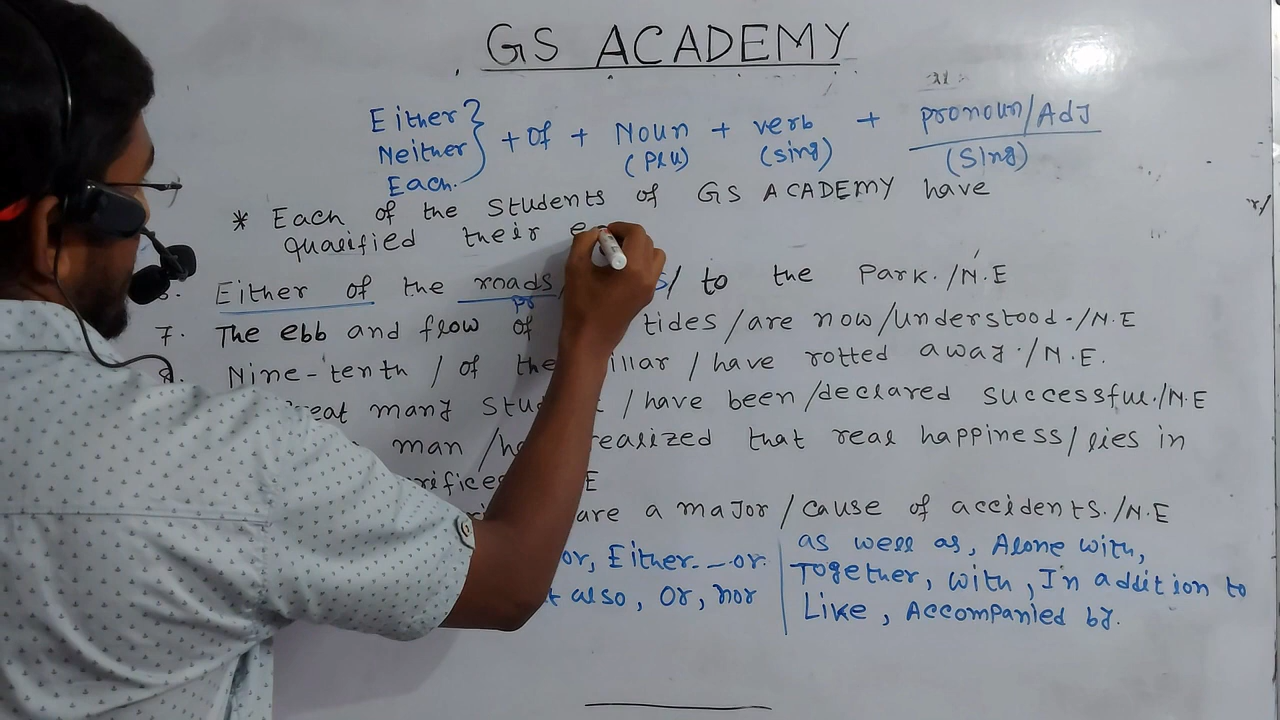 GS ACADEMY
Either
Neither } + Of + Noun + verb + pronoun/Adj
Each. (Plu) (sing) (Sing)
* Each of the students of GS ACADEMY have
qualified their
Either of the roads to the Park./N.E
7. The ebb and flow of tides/are now/understood./N.E
8. Nine-tenth / of the / have rotted away./N.E.
many / have been/declared successful./N.E
man / realized that real happiness/lies in
are a major / cause of accidents./N.E
or, Either - or.
also, Or, nor
as well as, Alone with,
Together, with, In addition to
Like, Accompanied by.